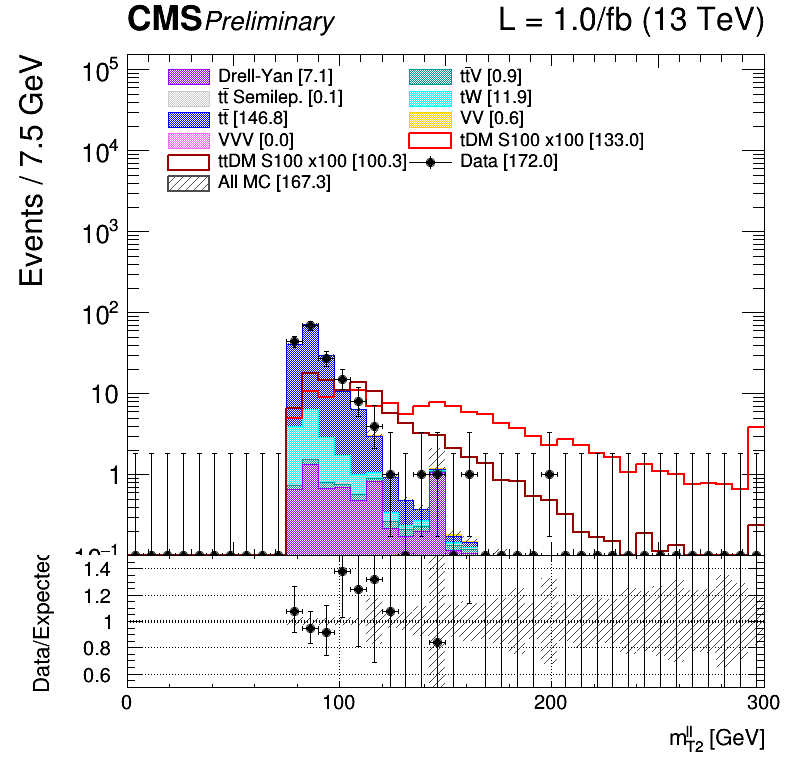 CMS Preliminary L = 1.0/fb (13 TeV)
Events / 7.5 GeV
10⁵
10⁴
10³
10²
10
1
10⁻¹
Drell-Yan [7.1]
tt̄V [0.9]
tt̄ Semilep. [0.1]
tW [11.9]
tt̄ [146.8]
VV [0.6]
VVV [0.0]
tDM S100 x100 [133.0]
ttDM S100 x100 [100.3]
Data [172.0]
All MC [167.3]
Data/Expected
1.4
1.2
1
0.8
0.6
0 100 200 300
m_T2^ll [GeV]